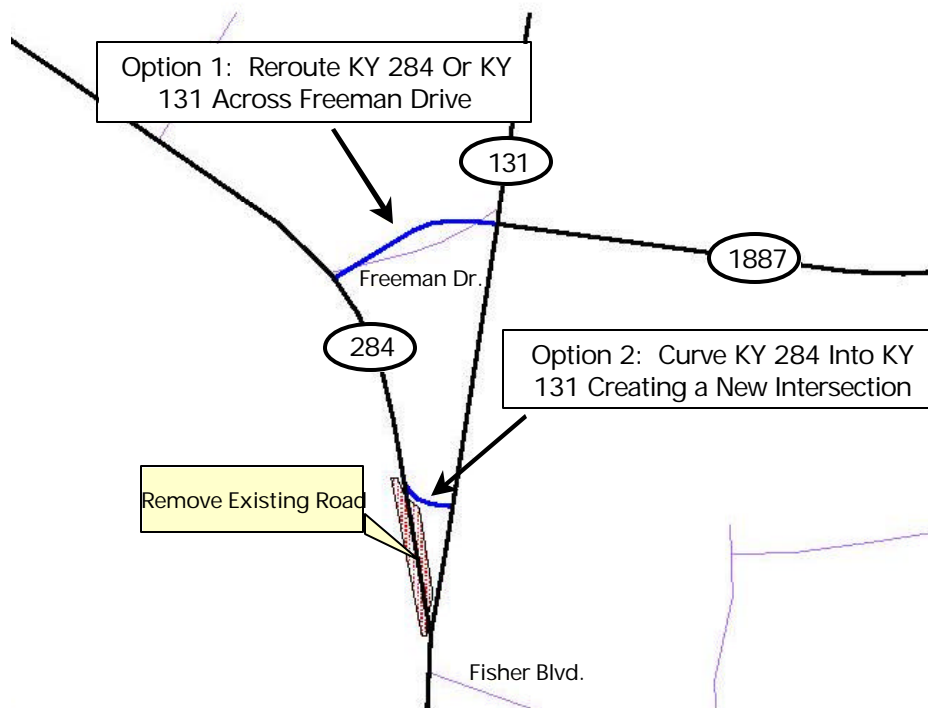 Option 1: Reroute KY 284 Or KY
131 Across Freeman Drive
131
1887
Freeman Dr.
284
Option 2: Curve KY 284 Into KY
131 Creating a New Intersection
Remove Existing Road
Fisher Blvd.